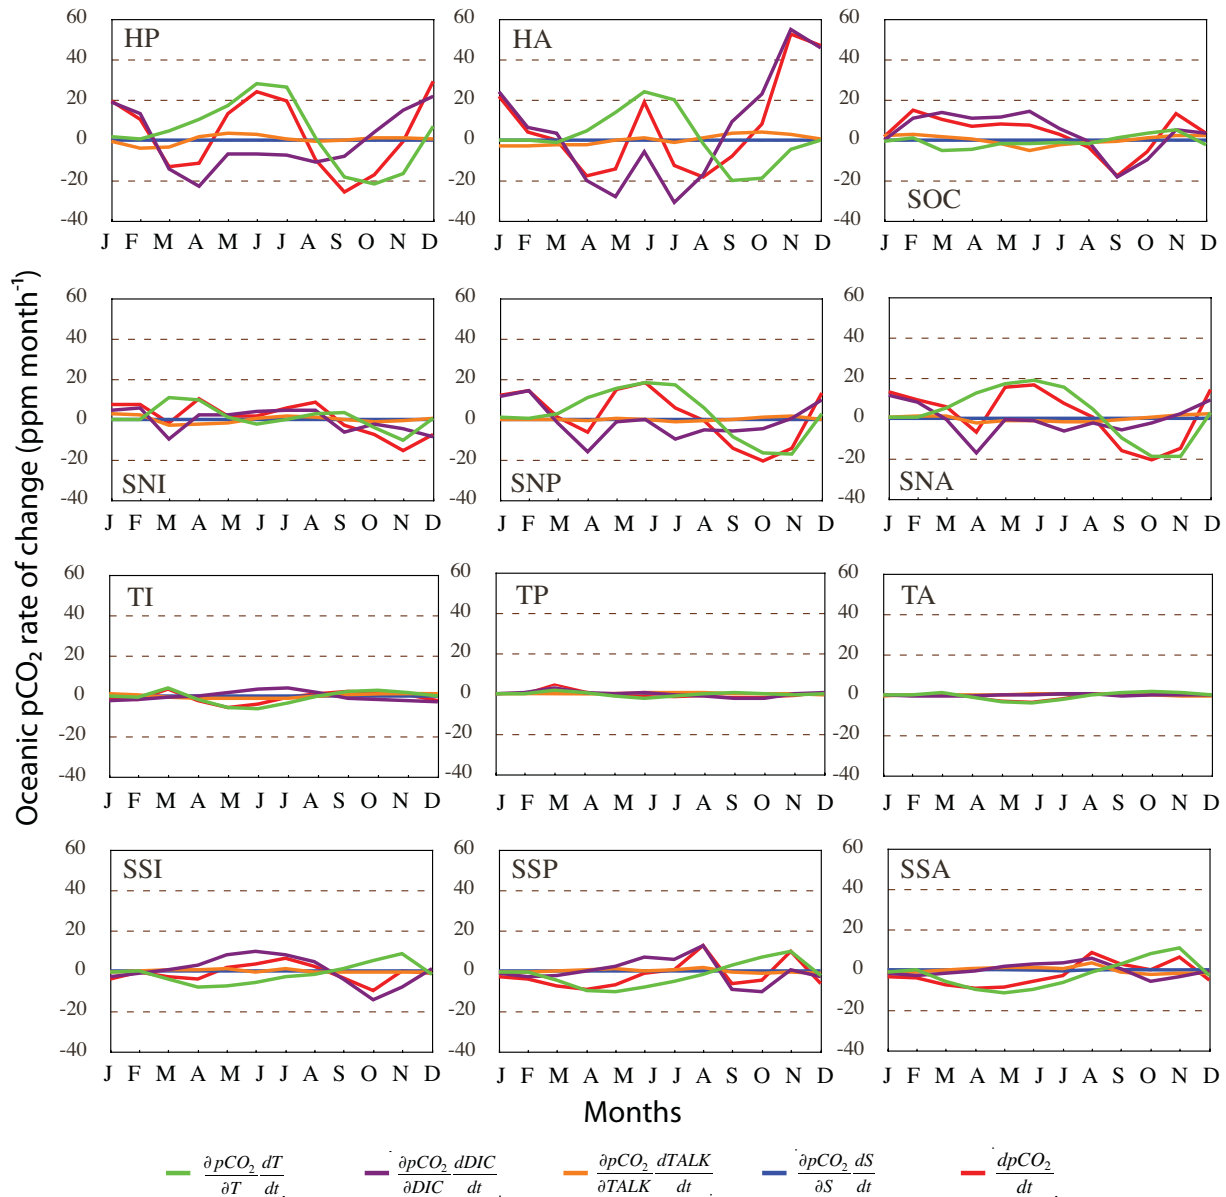 Oceanic pCO₂ rate of change (ppm month⁻¹)
HP
60
40
20
0
-20
-40
J F M A M J J A S O N D
HA
60
40
20
0
-20
-40
J F M A M J J A S O N D
SOC
60
40
20
0
-20
-40
J F M A M J J A S O N D
SNI
60
40
20
0
-20
-40
J F M A M J J A S O N D
SNP
60
40
20
0
-20
-40
J F M A M J J A S O N D
SNA
60
40
20
0
-20
-40
J F M A M J J A S O N D
TI
60
40
20
0
-20
-40
J F M A M J J A S O N D
TP
60
40
20
0
-20
-40
J F M A M J J A S O N D
TA
60
40
20
0
-20
-40
J F M A M J J A S O N D
SSI
60
40
20
0
-20
-40
J F M A M J J A S O N D
SSP
60
40
20
0
-20
-40
J F M A M J J A S O N D
SSA
60
40
20
0
-20
-40
J F M A M J J A S O N D
Months
∂pCO₂/∂T dT/dt
∂pCO₂/∂DIC dDIC/dt
∂pCO₂/∂TALK dTALK/dt
∂pCO₂/∂S dS/dt
dpCO₂/dt